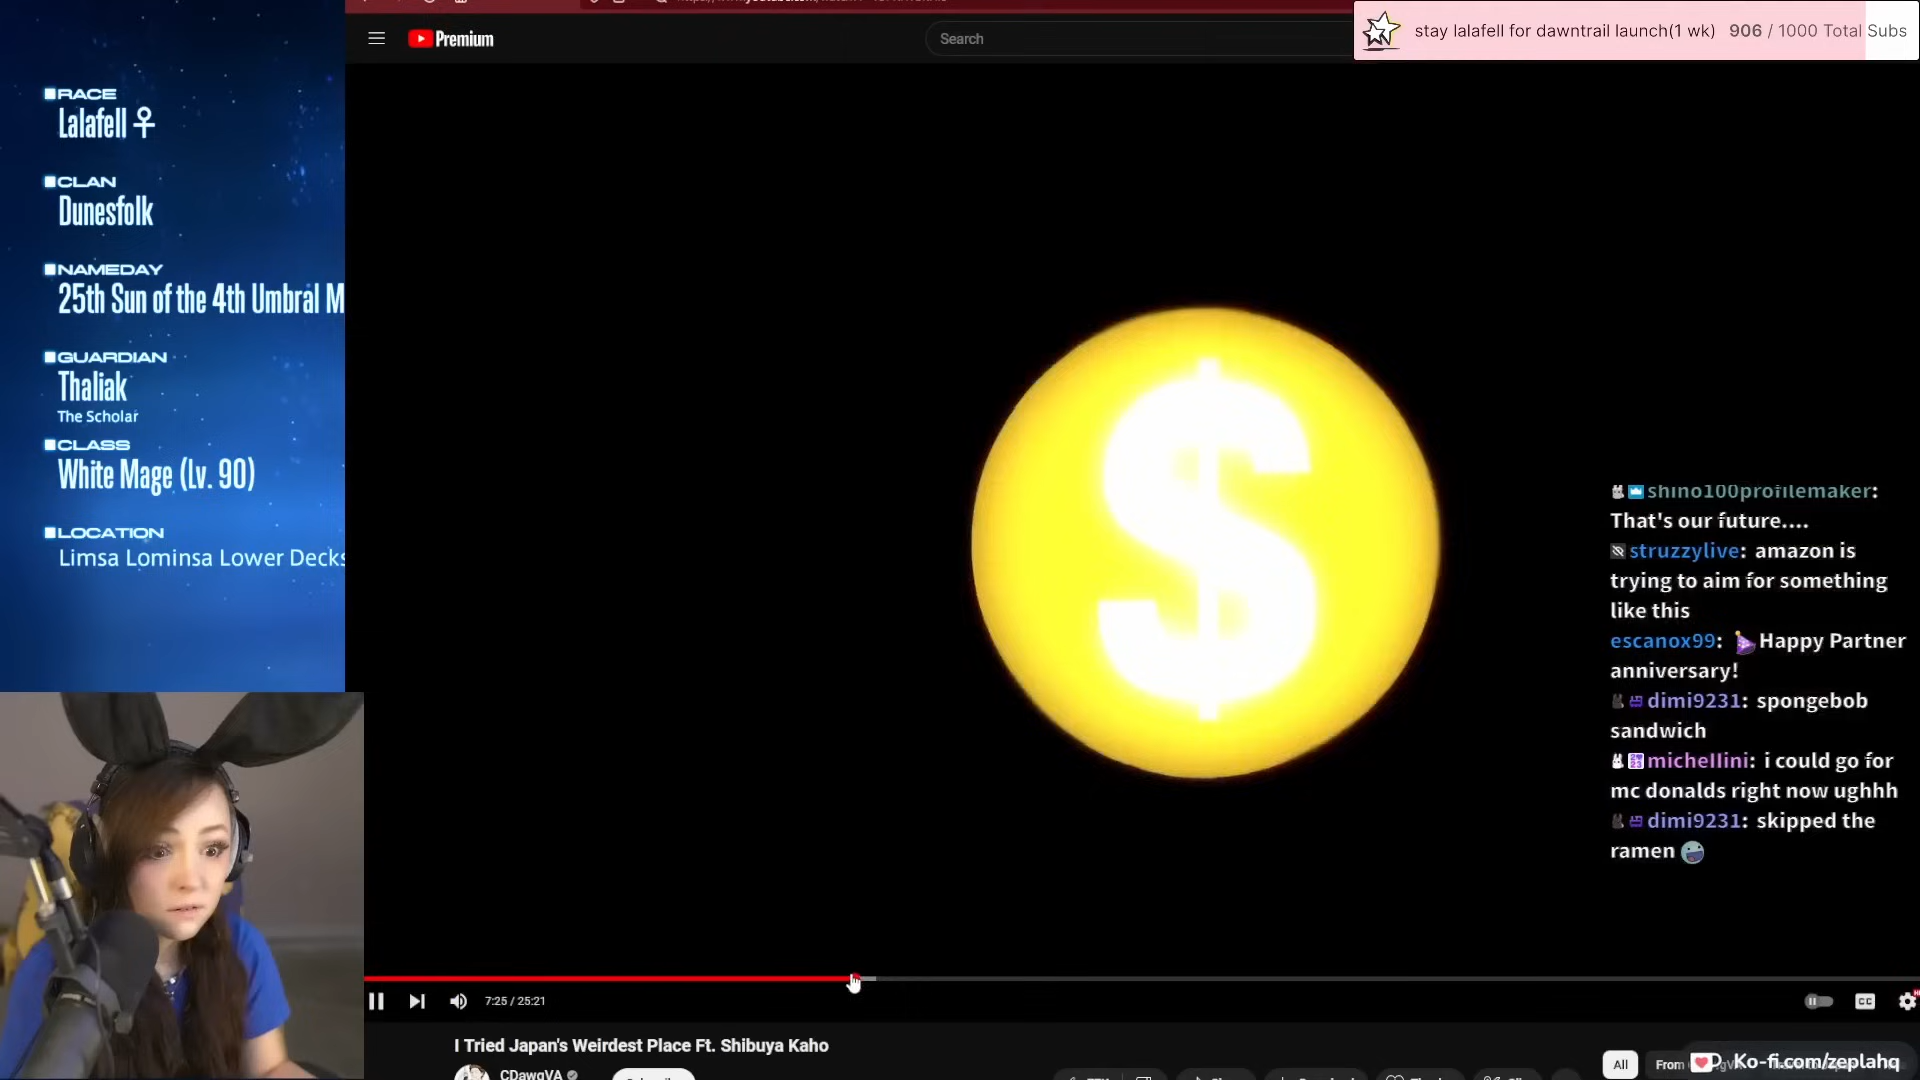 RACE
Lalafell ♀
CLAN
Dunesfolk
NAMEDAY
25th Sun of the 4th Umbral M
GUARDIAN
Thaliak
The Scholar
CLASS
White Mage (Lv. 90)
LOCATION
Limsa Lominsa Lower Decks
Premium
Search
stay lalafell for dawntrail launch(1 wk) 906 / 1000 Total Subs
$
shino100profilemaker:
That's our future....
struzzylive: amazon is
trying to aim for something
like this
escanox99: Happy Partner
anniversary!
dimi9231: spongebob
sandwich
michellini: i could go for
mc donalds right now ughhh
dimi9231: skipped the
ramen
7:25 / 25:21
CC
I Tried Japan's Weirdest Place Ft. Shibuya Kaho
CDawgVA
All
From
Ko-fi.com/zeplahq